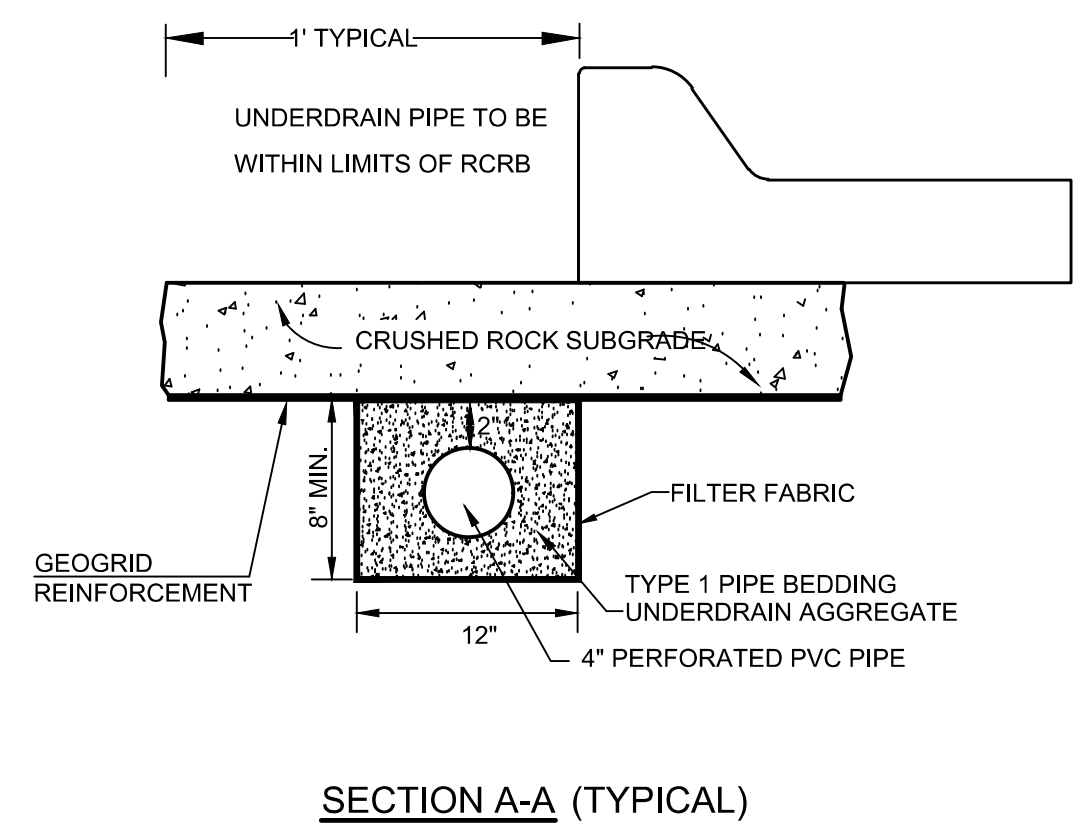 1' TYPICAL
UNDERDRAIN PIPE TO BE
WITHIN LIMITS OF RCRB
CRUSHED ROCK SUBGRADE
2"
8" MIN.
FILTER FABRIC
GEOGRID
REINFORCEMENT
TYPE 1 PIPE BEDDING
UNDERDRAIN AGGREGATE
12"
4" PERFORATED PVC PIPE
SECTION A-A (TYPICAL)